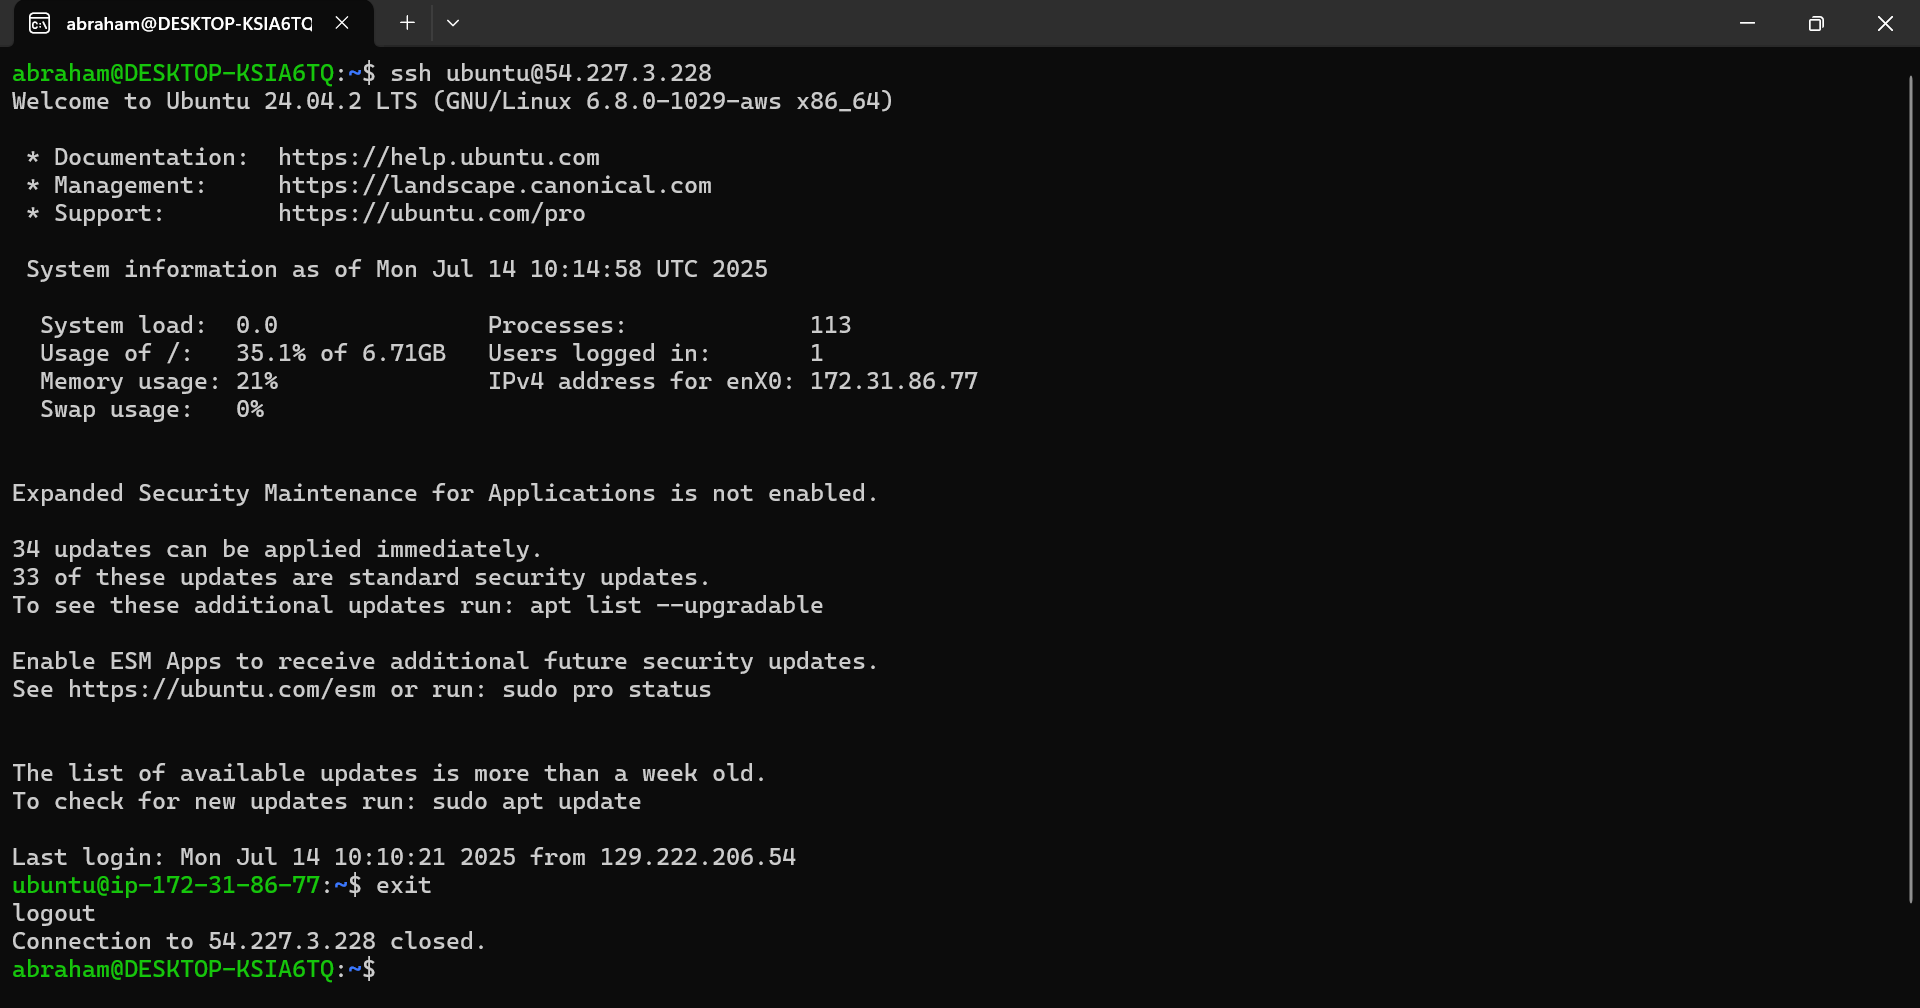 abraham@DESKTOP-KSIA6TQ
abraham@DESKTOP-KSIA6TQ:~$ ssh ubuntu@54.227.3.228
Welcome to Ubuntu 24.04.2 LTS (GNU/Linux 6.8.0-1029-aws x86_64)

 * Documentation:  https://help.ubuntu.com
 * Management:     https://landscape.canonical.com
 * Support:        https://ubuntu.com/pro

 System information as of Mon Jul 14 10:14:58 UTC 2025

  System load:  0.0               Processes:             113
  Usage of /:   35.1% of 6.71GB   Users logged in:       1
  Memory usage: 21%               IPv4 address for enX0: 172.31.86.77
  Swap usage:   0%

Expanded Security Maintenance for Applications is not enabled.

34 updates can be applied immediately.
33 of these updates are standard security updates.
To see these additional updates run: apt list --upgradable

Enable ESM Apps to receive additional future security updates.
See https://ubuntu.com/esm or run: sudo pro status

The list of available updates is more than a week old.
To check for new updates run: sudo apt update

Last login: Mon Jul 14 10:10:21 2025 from 129.222.206.54
ubuntu@ip-172-31-86-77:~$ exit
logout
Connection to 54.227.3.228 closed.
abraham@DESKTOP-KSIA6TQ:~$